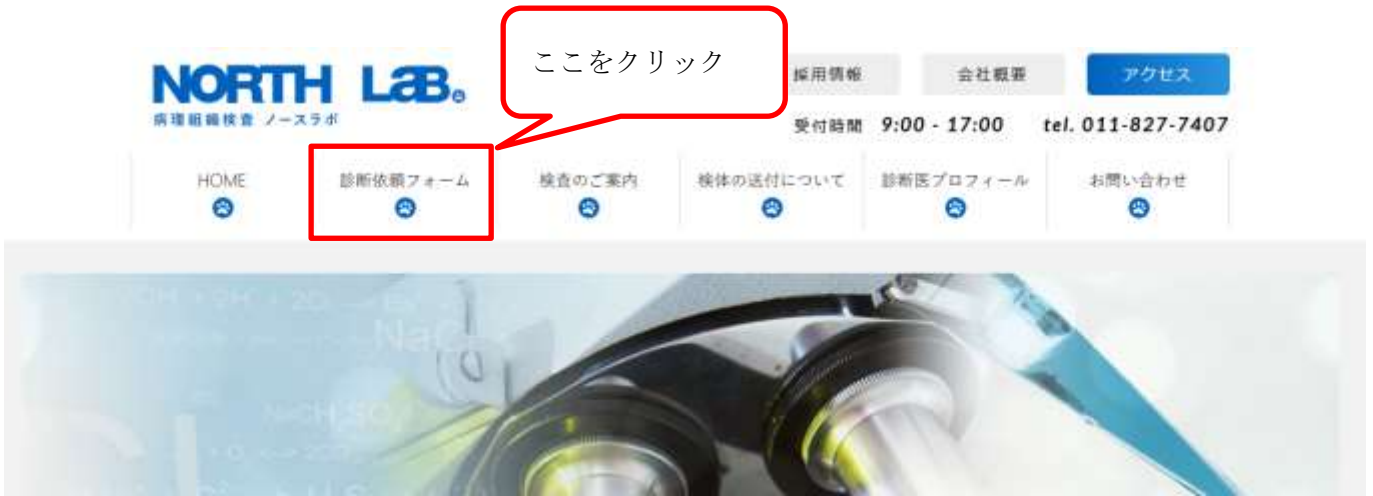 ここをクリック
NORTH LAB.
病理組織検査 ノースラボ
採用情報
会社概要
アクセス
受付時間 9:00 - 17:00 tel. 011-827-7407
HOME
診断依頼フォーム
検査のご案内
検体の送付について
診断医プロフィール
お問い合わせ
NaC